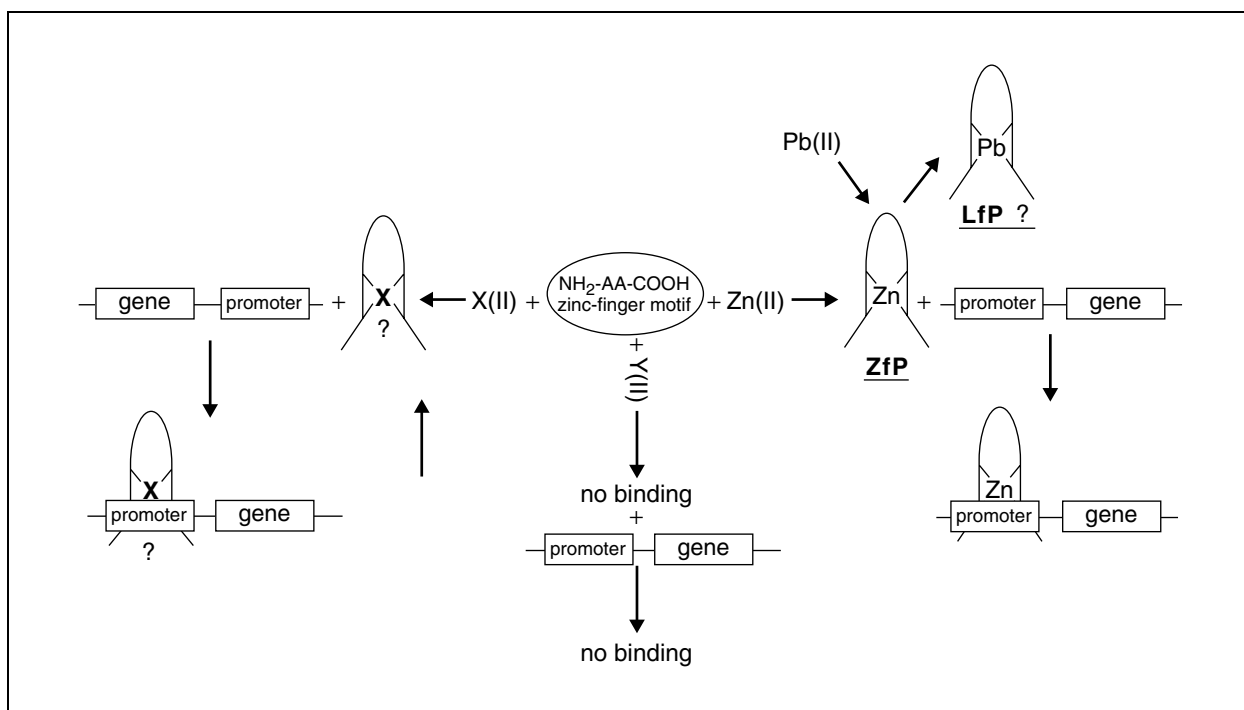 Pb(II)
Pb
LfP ?
gene
promoter
+
X
?
X(II)
+
NH₂-AA-COOH
zinc-finger motif
+ Zn(II)
Zn
+
promoter
gene
ZfP
+ Y(II)
X
promoter
gene
?
no binding
+
promoter
gene
no binding
Zn
promoter
gene